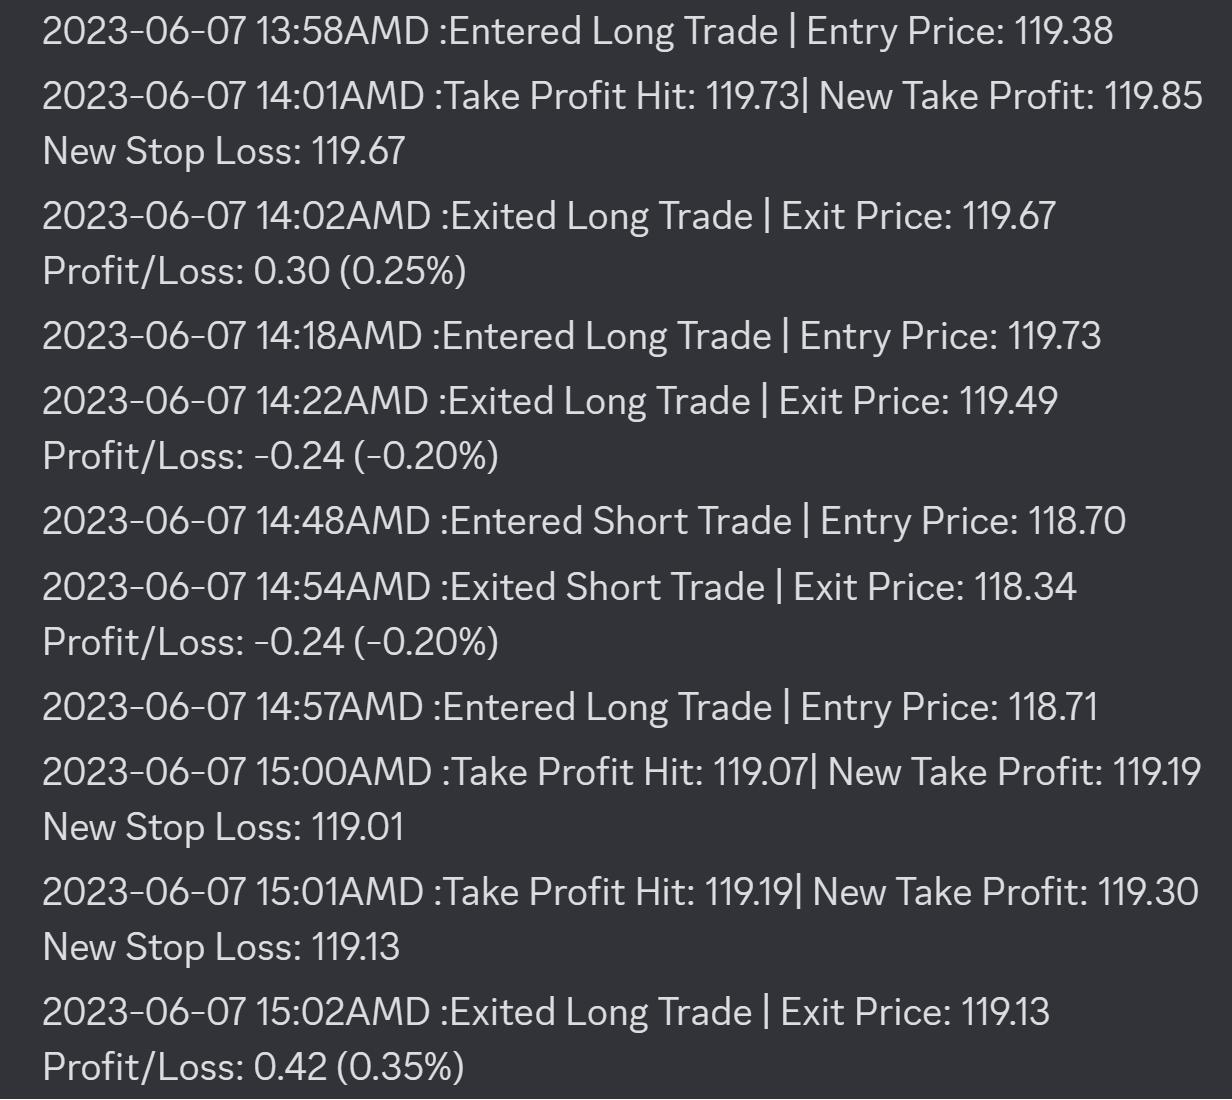 2023-06-07 13:58AMD :Entered Long Trade | Entry Price: 119.38
2023-06-07 14:01AMD :Take Profit Hit: 119.73| New Take Profit: 119.85
New Stop Loss: 119.67
2023-06-07 14:02AMD :Exited Long Trade | Exit Price: 119.67
Profit/Loss: 0.30 (0.25%)
2023-06-07 14:18AMD :Entered Long Trade | Entry Price: 119.73
2023-06-07 14:22AMD :Exited Long Trade | Exit Price: 119.49
Profit/Loss: -0.24 (-0.20%)
2023-06-07 14:48AMD :Entered Short Trade | Entry Price: 118.70
2023-06-07 14:54AMD :Exited Short Trade | Exit Price: 118.34
Profit/Loss: -0.24 (-0.20%)
2023-06-07 14:57AMD :Entered Long Trade | Entry Price: 118.71
2023-06-07 15:00AMD :Take Profit Hit: 119.07| New Take Profit: 119.19
New Stop Loss: 119.01
2023-06-07 15:01AMD :Take Profit Hit: 119.19| New Take Profit: 119.30
New Stop Loss: 119.13
2023-06-07 15:02AMD :Exited Long Trade | Exit Price: 119.13
Profit/Loss: 0.42 (0.35%)